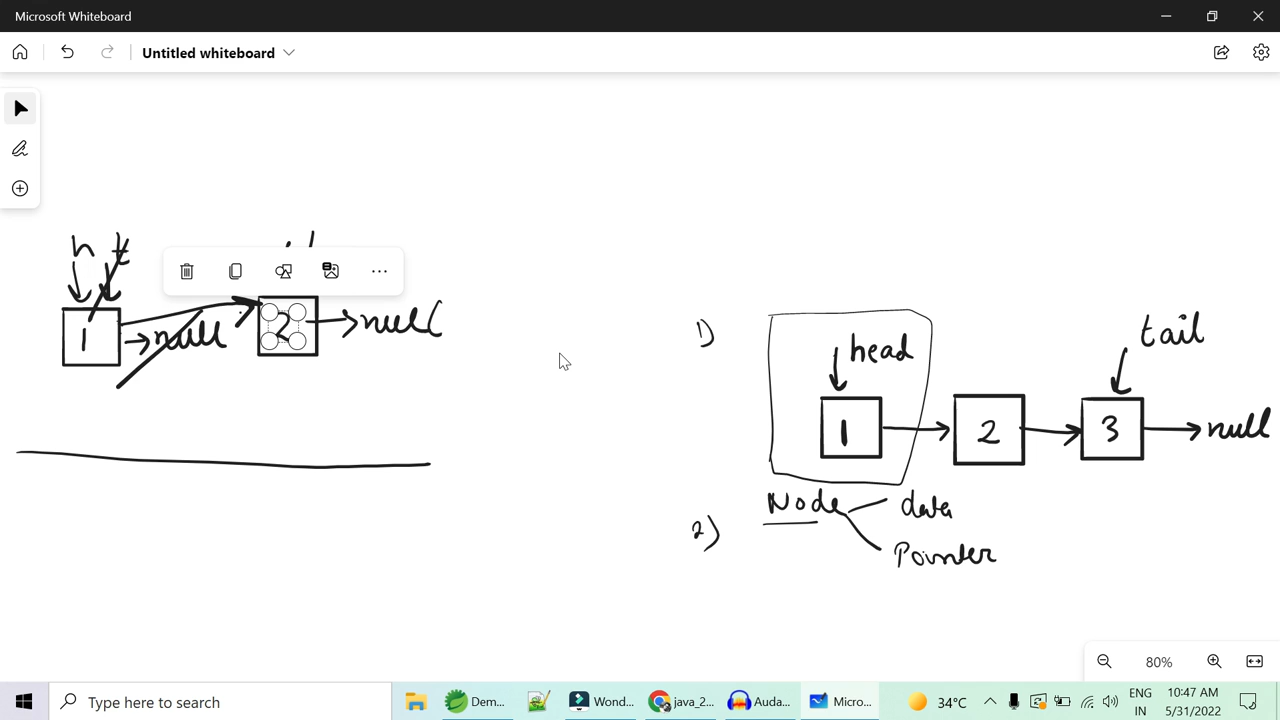 Microsoft Whiteboard
Untitled whiteboard
h t
1 → null
2 → null
1)
head
tail
1
2
3
null
2)
Node
data
Pointer
80%
Type here to search
Dem...
Wond...
java_2...
Auda...
Micro...
34°C
ENG
IN
10:47 AM
5/31/2022